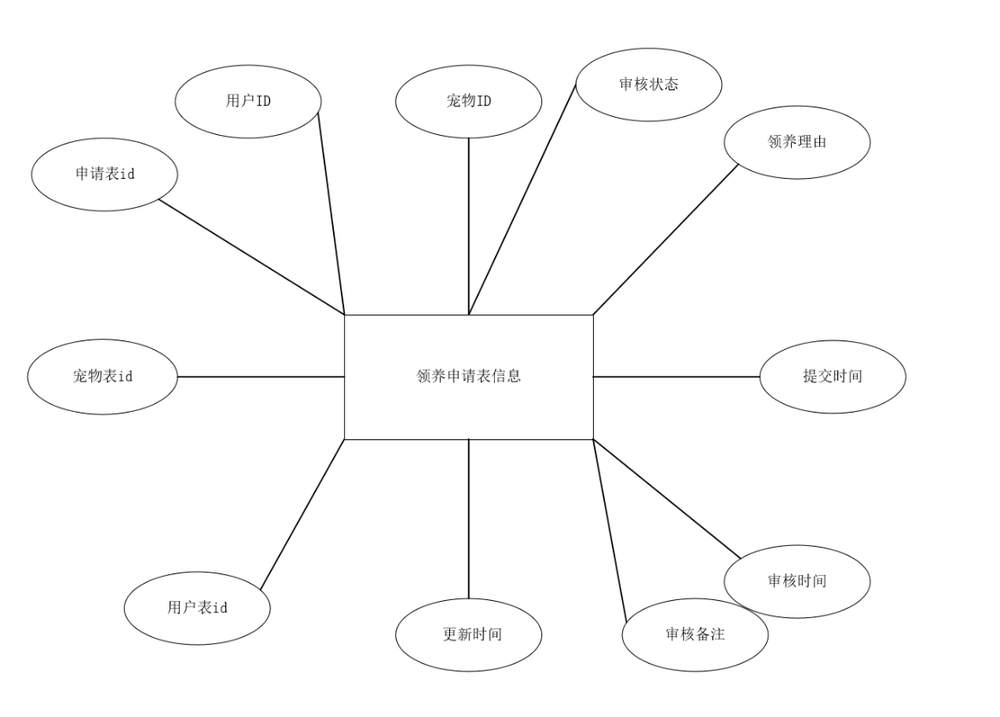 审核状态
用户ID
宠物ID
领养理由
申请表id
宠物表id
领养申请表信息
提交时间
审核时间
用户表id
更新时间
审核备注